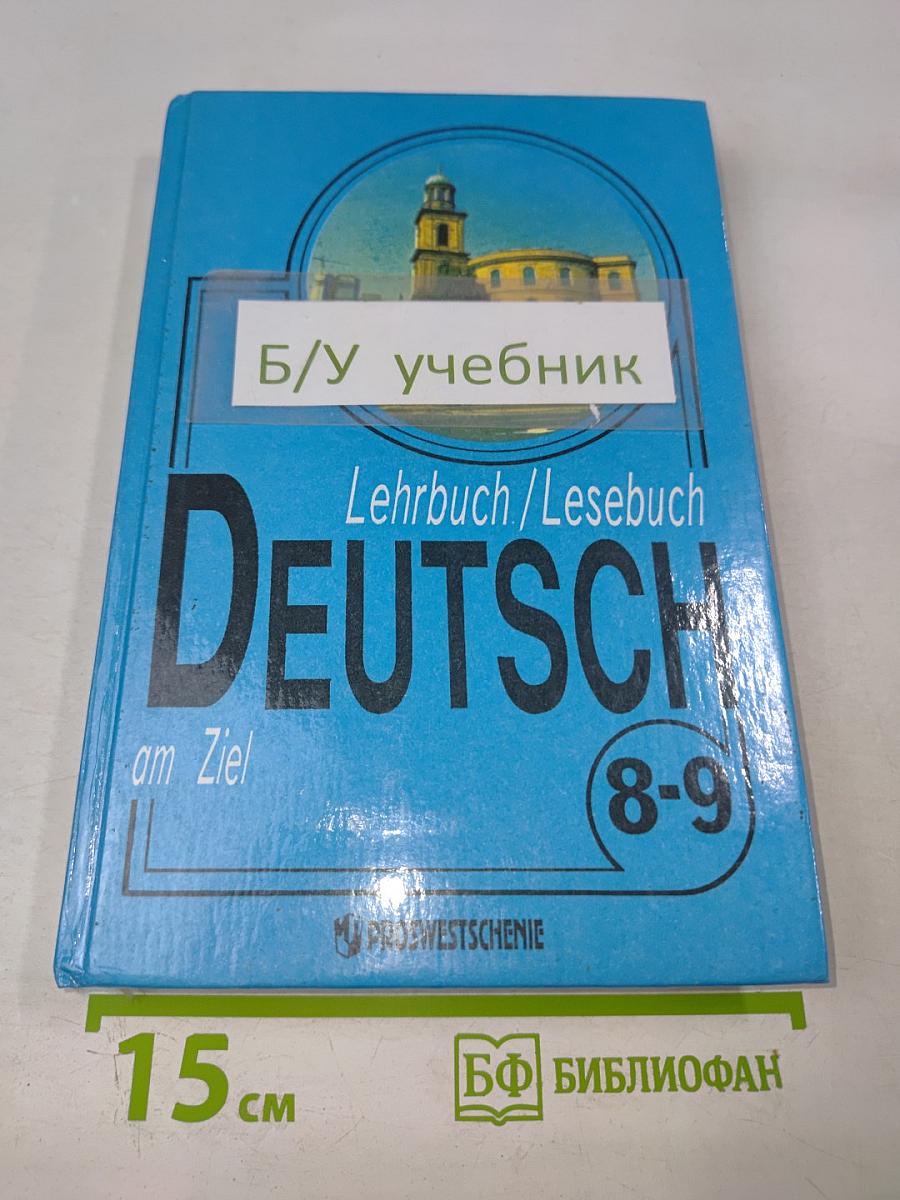 Б/У учебник
Lehrbuch/Lesebuch
DEUTSCH
am Ziel
8-9
PROSWESTSCHENIE
15 см
БФ БИБЛИОФАН